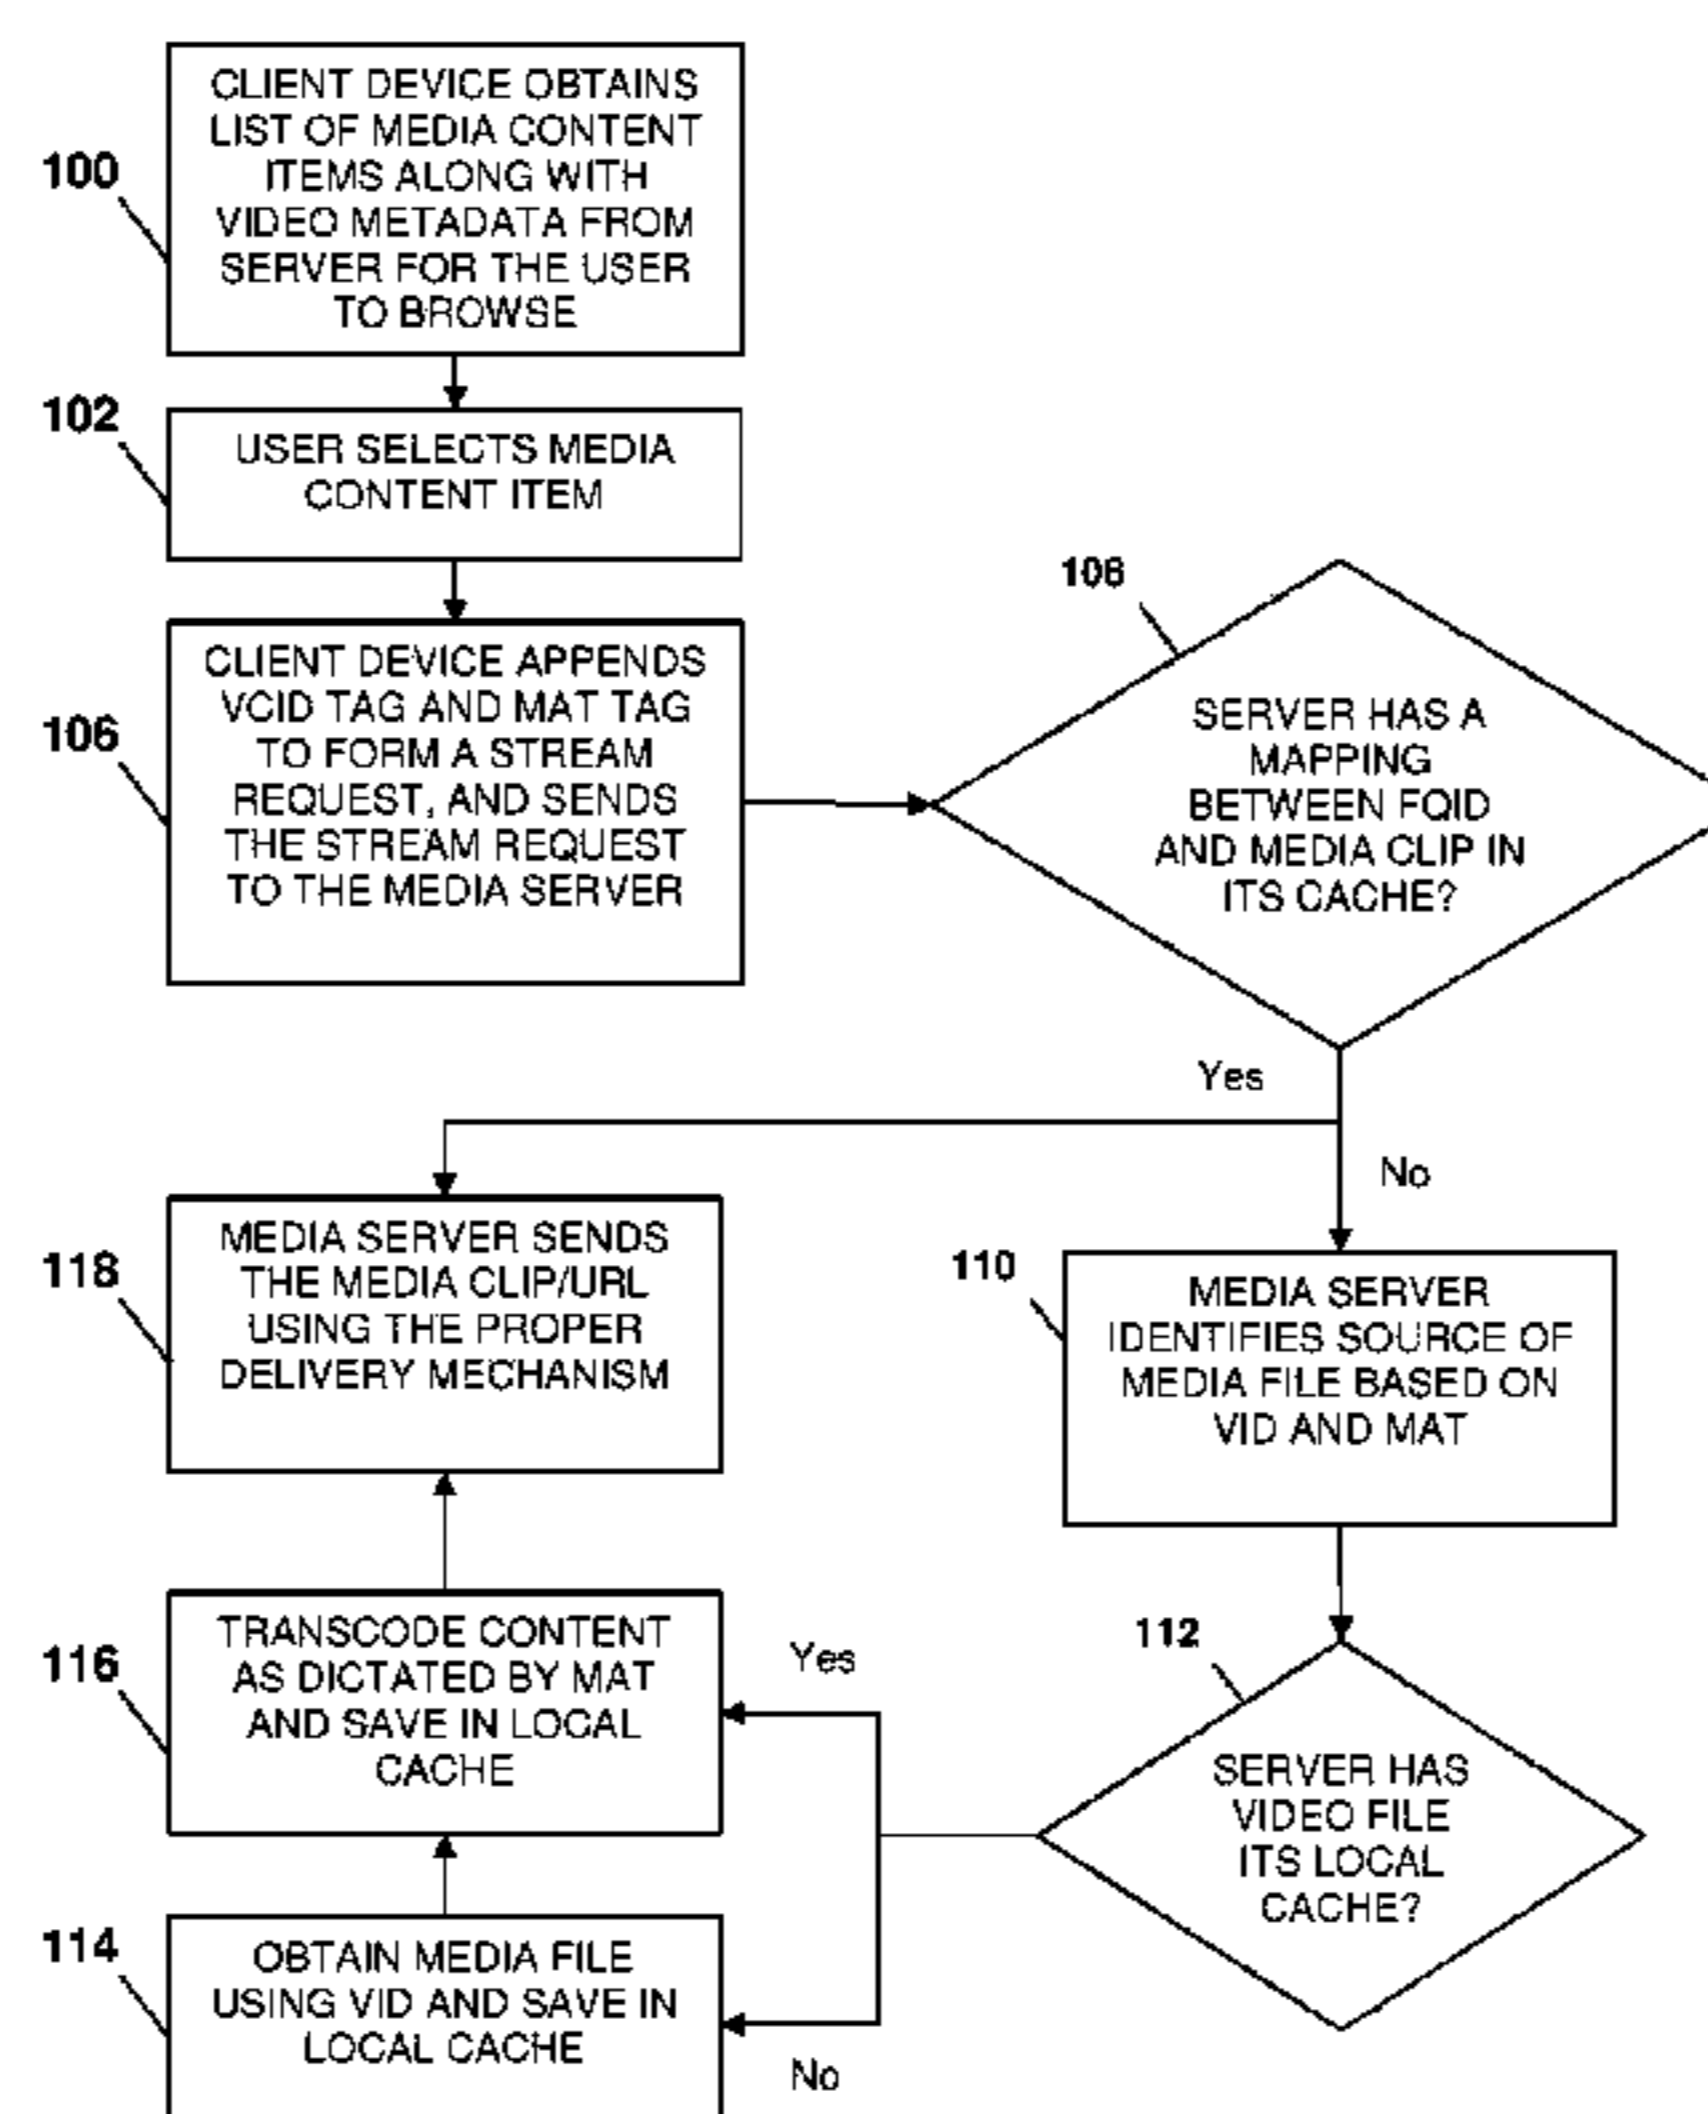 100
CLIENT DEVICE OBTAINS
LIST OF MEDIA CONTENT
ITEMS ALONG WITH
VIDEO METADATA FROM
SERVER FOR THE USER
TO BROWSE
102
USER SELECTS MEDIA
CONTENT ITEM
106
CLIENT DEVICE APPENDS
VCID TAG AND MAT TAG
TO FORM A STREAM
REQUEST, AND SENDS
THE STREAM REQUEST
TO THE MEDIA SERVER
108
SERVER HAS A
MAPPING
BETWEEN FQID
AND MEDIA CLIP IN
ITS CACHE?
Yes
No
118
MEDIA SERVER SENDS
THE MEDIA CLIP/URL
USING THE PROPER
DELIVERY MECHANISM
110
MEDIA SERVER
IDENTIFIES SOURCE OF
MEDIA FILE BASED ON
VID AND MAT
116
TRANSCODE CONTENT
AS DICTATED BY MAT
AND SAVE IN LOCAL
CACHE
Yes
112
SERVER HAS
VIDEO FILE
ITS LOCAL
CACHE?
114
OBTAIN MEDIA FILE
USING VID AND SAVE IN
LOCAL CACHE
No